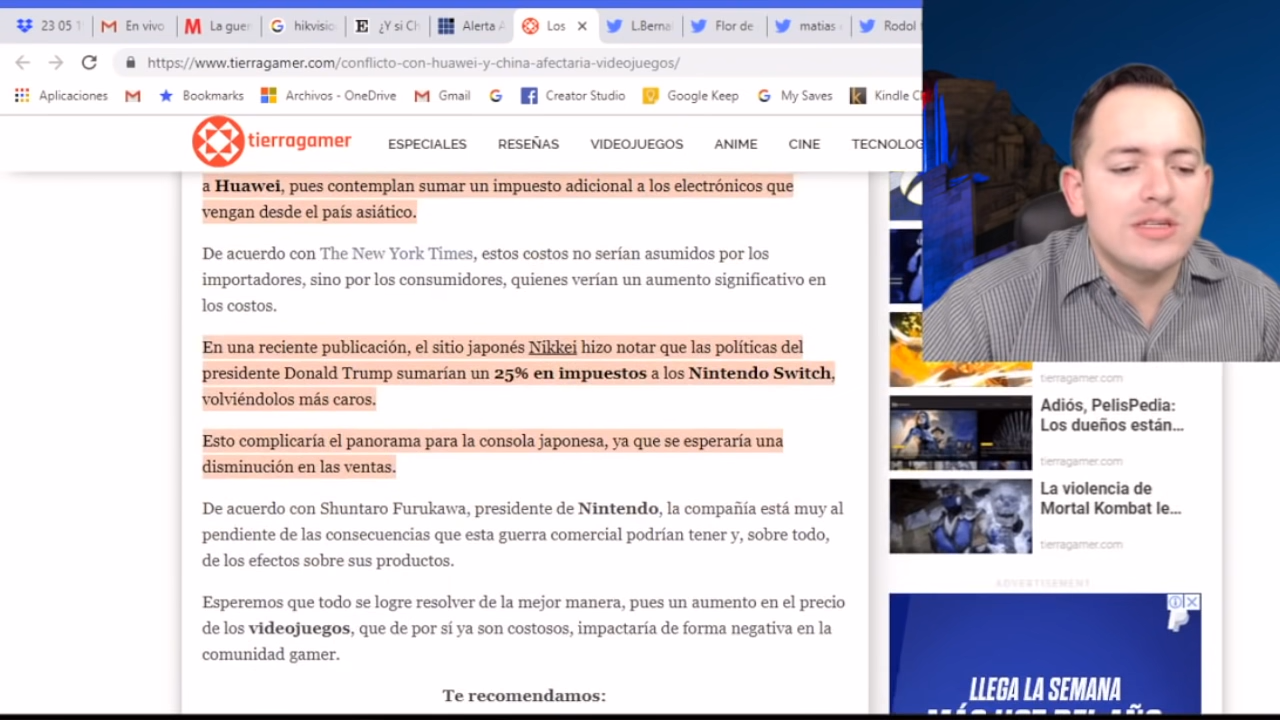 23 05 1
En vivo
La guer
hikvisio
¿Y si Ch
Alerta A
Los
L.Berna
Flor de
matias
Rodol f
https://www.tierragamer.com/conflicto-con-huawei-y-china-afectaria-videojuegos/
Aplicaciones
Bookmarks
Archivos - OneDrive
Gmail
Creator Studio
Google Keep
My Saves
Kindle Cl
tierragamer
ESPECIALES
RESEÑAS
VIDEOJUEGOS
ANIME
CINE
TECNOLOG
a Huawei, pues contemplan sumar un impuesto adicional a los electrónicos que
vengan desde el país asiático.
De acuerdo con The New York Times, estos costos no serían asumidos por los
importadores, sino por los consumidores, quienes verían un aumento significativo en
los costos.
En una reciente publicación, el sitio japonés Nikkei hizo notar que las políticas del
presidente Donald Trump sumarían un 25% en impuestos a los Nintendo Switch,
volviéndolos más caros.
Esto complicaría el panorama para la consola japonesa, ya que se esperaría una
disminución en las ventas.
De acuerdo con Shuntaro Furukawa, presidente de Nintendo, la compañía está muy al
pendiente de las consecuencias que esta guerra comercial podrían tener y, sobre todo,
de los efectos sobre sus productos.
Esperemos que todo se logre resolver de la mejor manera, pues un aumento en el precio
de los videojuegos, que de por sí ya son costosos, impactaría de forma negativa en la
comunidad gamer.
Te recomendamos:
tierragamer.com
Adiós, PelisPedia:
Los dueños están...
tierragamer.com
La violencia de
Mortal Kombat le...
tierragamer.com
ADVERTISEMENT
LLEGA LA SEMANA
MÁS HOT DEL AÑO